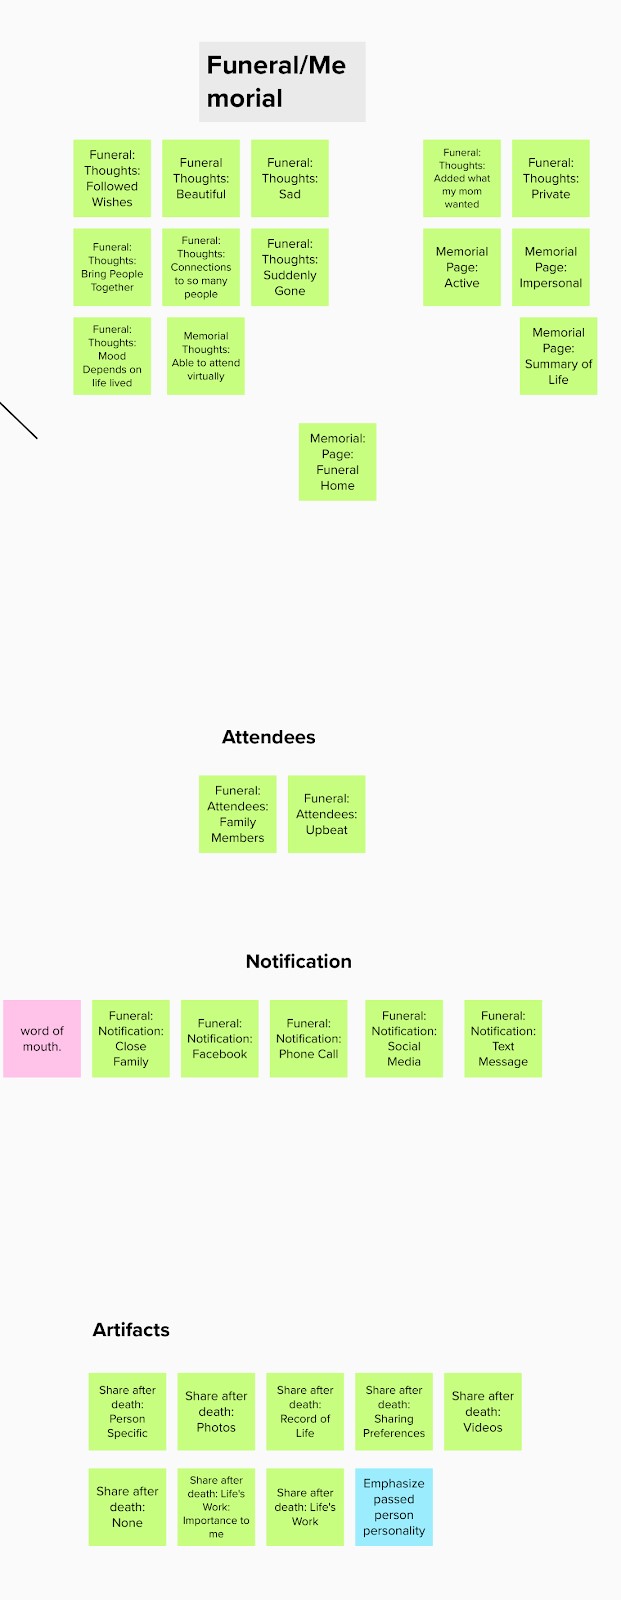 Funeral/Me
morial
Funeral:
Thoughts:
Followed
Wishes
Funeral
Thoughts:
Beautiful
Funeral:
Thoughts:
Sad
Funeral:
Thoughts:
Added what
my mom
wanted
Funeral:
Thoughts:
Private
Funeral:
Thoughts:
Bring People
Together
Funeral:
Thoughts:
Connections
to so many
people
Funeral:
Thoughts:
Suddenly
Gone
Memorial
Page:
Active
Memorial
Page:
Impersonal
Funeral:
Thoughts:
Mood
Depends on
life lived
Memorial
Thoughts:
Able to attend
virtually
Memorial
Page:
Summary of
Life
Memorial:
Page:
Funeral
Home
Attendees
Funeral:
Attendees:
Family
Members
Funeral:
Attendees:
Upbeat
Notification
word of
mouth.
Funeral:
Notification:
Close
Family
Funeral:
Notification:
Facebook
Funeral:
Notification:
Phone Call
Funeral:
Notification:
Social
Media
Funeral:
Notification:
Text
Message
Artifacts
Share after
death:
Person
Specific
Share after
death:
Photos
Share after
death:
Record of
Life
Share after
death:
Sharing
Preferences
Share after
death:
Videos
Share after
death:
None
Share after
death: Life's
Work:
Importance to
me
Share after
death: Life's
Work
Emphasize
passed
person
personality